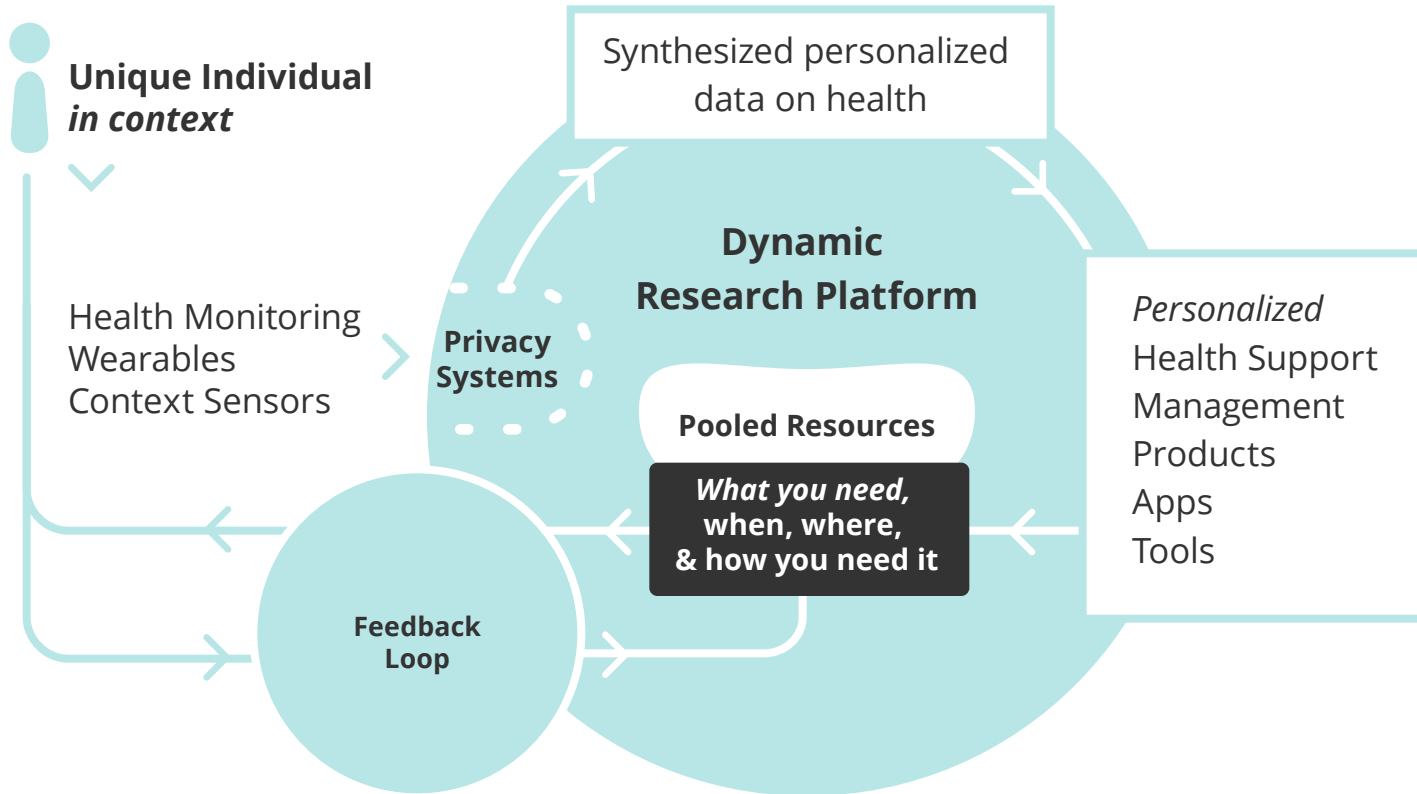 Unique Individual
in context
Synthesized personalized
data on health
Dynamic
Research Platform
Health Monitoring
Wearables
Context Sensors
Privacy
Systems
Personalized
Health Support
Management
Products
Apps
Tools
Pooled Resources
What you need,
when, where,
& how you need it
Feedback
Loop